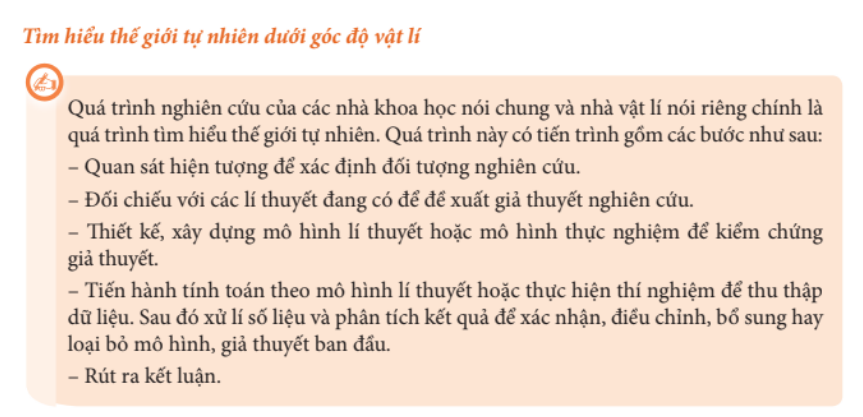 Tìm hiểu thế giới tự nhiên dưới góc độ vật lí
Quá trình nghiên cứu của các nhà khoa học nói chung và nhà vật lí nói riêng chính là
quá trình tìm hiểu thế giới tự nhiên. Quá trình này có tiến trình gồm các bước như sau:
– Quan sát hiện tượng để xác định đối tượng nghiên cứu.
– Đối chiếu với các lí thuyết đang có để đề xuất giả thuyết nghiên cứu.
– Thiết kế, xây dựng mô hình lí thuyết hoặc mô hình thực nghiệm để kiểm chứng
giả thuyết.
– Tiến hành tính toán theo mô hình lí thuyết hoặc thực hiện thí nghiệm để thu thập
dữ liệu. Sau đó xử lí số liệu và phân tích kết quả để xác nhận, điều chỉnh, bổ sung hay
loại bỏ mô hình, giả thuyết ban đầu.
– Rút ra kết luận.